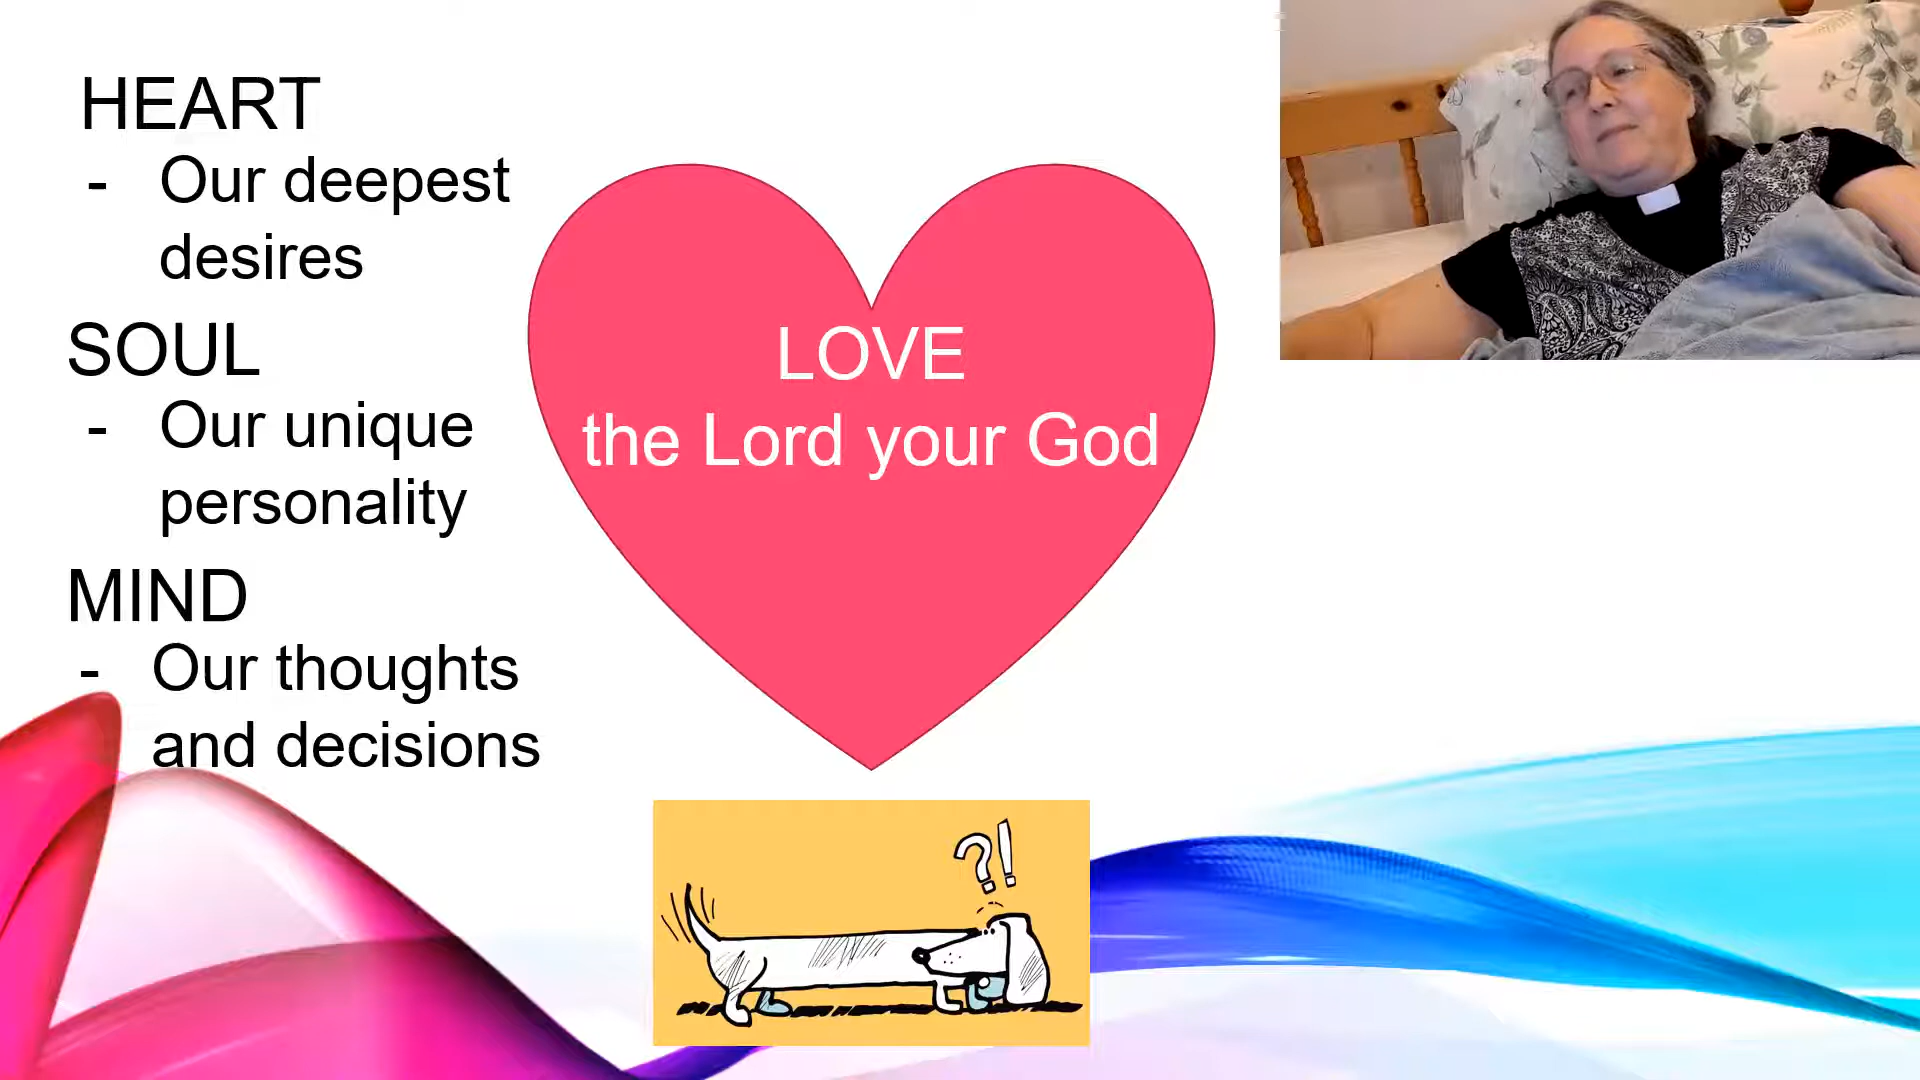 HEART
- Our deepest
desires
SOUL
- Our unique
personality
MIND
- Our thoughts
and decisions
LOVE
the Lord your God
?!